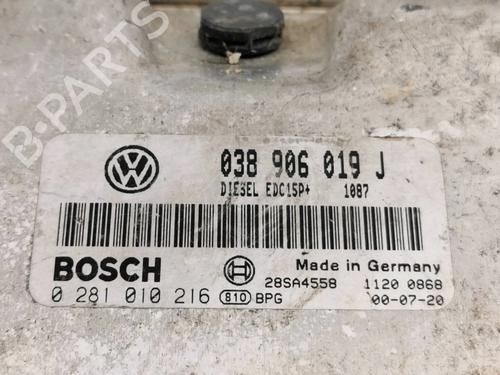 B-PARTS
038 906 019 J
DIESEL EDC15P+ 1087
BOSCH
Made in Germany
28SA4558 1120 0868
0 281 010 216 810 BPG 00-07-20